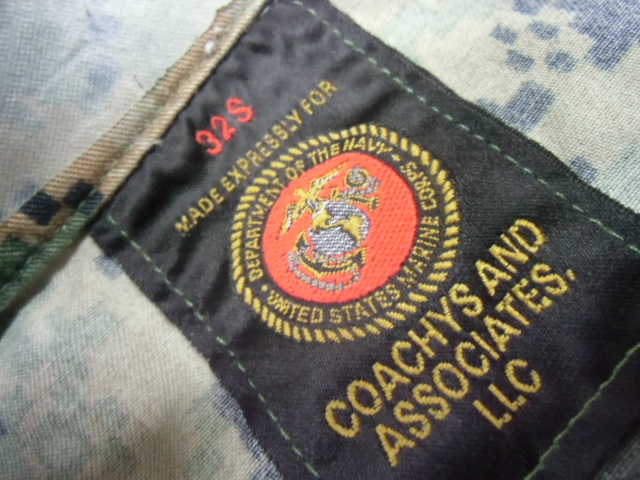 32S
MADE EXPRESSLY FOR
DEPARTMENT OF THE NAVY
UNITED STATES MARINE CORPS
COACHYS AND
ASSOCIATES,
LLC